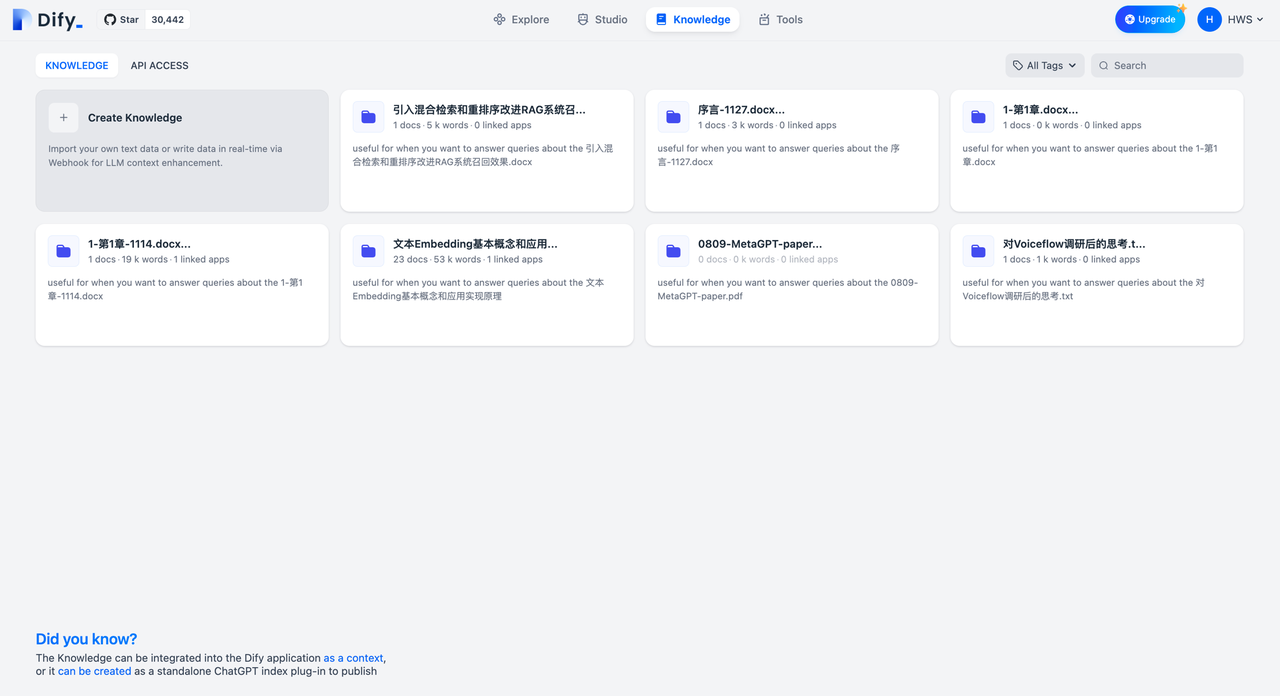 Dify_
Star 30,442
Explore
Studio
Knowledge
Tools
Upgrade
H HWS
KNOWLEDGE
API ACCESS
All Tags
Search
Create Knowledge
Import your own text data or write data in real-time via
Webhook for LLM context enhancement.
引入混合检索和重排序改进RAG系统召...
1 docs · 5 k words · 0 linked apps
useful for when you want to answer queries about the 引入混
合检索和重排序改进RAG系统召回效果.docx
序言-1127.docx...
1 docs · 3 k words · 0 linked apps
useful for when you want to answer queries about the 序
言-1127.docx
1-第1章.docx...
1 docs · 0 k words · 0 linked apps
useful for when you want to answer queries about the 1-第1
章.docx
1-第1章-1114.docx...
1 docs · 19 k words · 1 linked apps
useful for when you want to answer queries about the 1-第1
章-1114.docx
文本Embedding基本概念和应用...
23 docs · 53 k words · 1 linked apps
useful for when you want to answer queries about the 文本
Embedding基本概念和应用实现原理
0809-MetaGPT-paper...
0 docs · 0 k words · 0 linked apps
useful for when you want to answer queries about the 0809-
MetaGPT-paper.pdf
对Voiceflow调研后的思考.t...
1 docs · 1 k words · 0 linked apps
useful for when you want to answer queries about the 对
Voiceflow调研后的思考.txt
Did you know?
The Knowledge can be integrated into the Dify application as a context,
or it can be created as a standalone ChatGPT index plug-in to publish